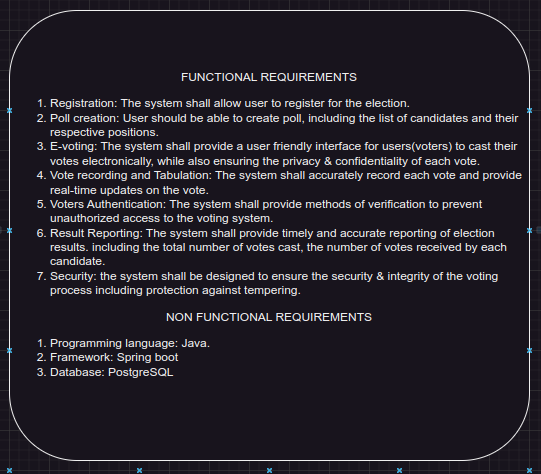 FUNCTIONAL REQUIREMENTS
1. Registration: The system shall allow user to register for the election.
2. Poll creation: User should be able to create poll, including the list of candidates and their
respective positions.
3. E-voting: The system shall provide a user friendly interface for users(voters) to cast their
votes electronically, while also ensuring the privacy & confidentiality of each vote.
4. Vote recording and Tabulation: The system shall accurately record each vote and provide
real-time updates on the vote.
5. Voters Authentication: The system shall provide methods of verification to prevent
unauthorized access to the voting system.
6. Result Reporting: The system shall provide timely and accurate reporting of election
results. including the total number of votes cast, the number of votes received by each
candidate.
7. Security: the system shall be designed to ensure the security & integrity of the voting
process including protection against tempering.
NON FUNCTIONAL REQUIREMENTS
1. Programming language: Java.
2. Framework: Spring boot
3. Database: PostgreSQL